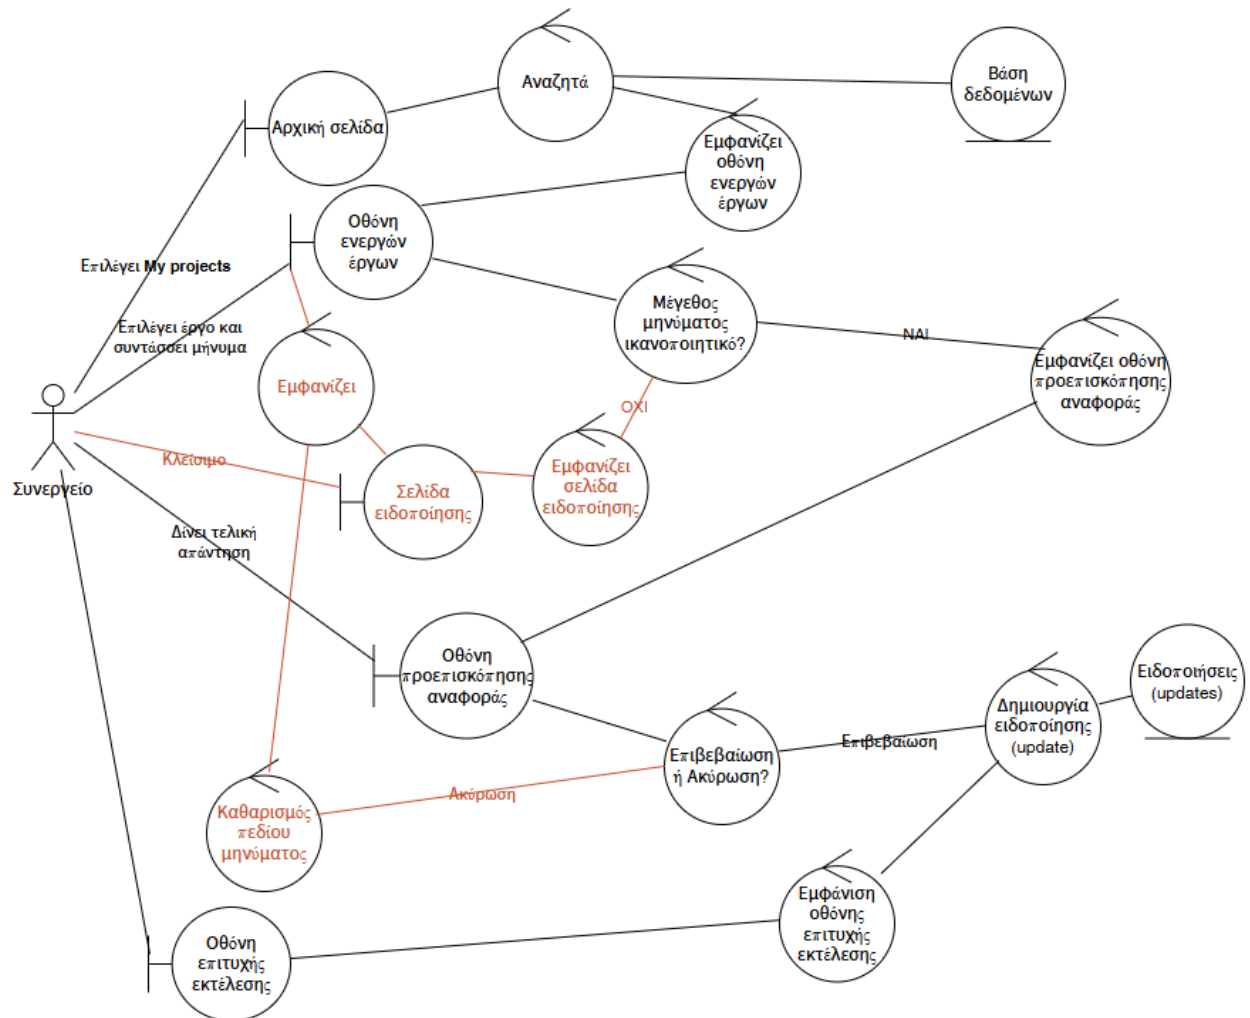 Αναζητά
Βάση
δεδομένων
Αρχική σελίδα
Εμφανίζει
οθόνη
ενεργών
έργων
Οθόνη
ενεργών
έργων
Επιλέγει My projects
Μέγεθος
μηνύματος
ικανοποιητικό?
ΝΑΙ
Επιλέγει έργο και
συντάσσει μήνυμα
Εμφανίζει οθόνη
προεπισκόπησης
αναφοράς
Εμφανίζει
ΟΧΙ
Κλείσιμο
Συνεργείο
Σελίδα
ειδοποίησης
Εμφανίζει
σελίδα
ειδοποίησης
Δίνει τελική
απάντηση
Οθόνη
προεπισκόπησης
αναφοράς
Ειδοποιήσεις
(updates)
Δημιουργία
ειδοποίησης
(update)
Επιβεβαίωση
Επιβεβαίωση
ή Ακύρωση?
Ακύρωση
Καθαρισμός
πεδίου
μηνύματος
Εμφάνιση
οθόνης
επιτυχής
εκτέλεσης
Οθόνη
επιτυχής
εκτέλεσης